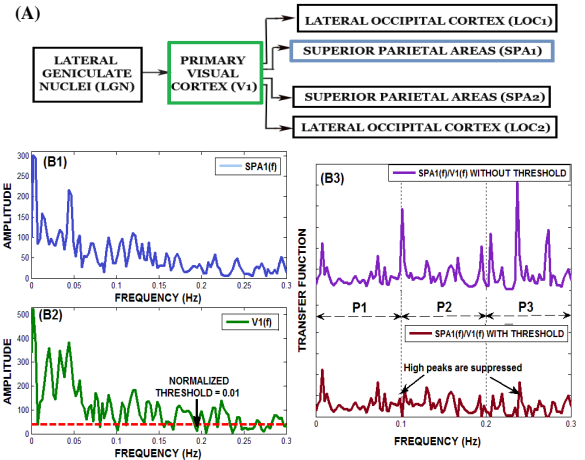 (A)
LATERAL
GENICULATE
NUCLEI (LGN)
PRIMARY
VISUAL
CORTEX (V1)
LATERAL OCCIPITAL CORTEX (LOC1)
SUPERIOR PARIETAL AREAS (SPA1)
SUPERIOR PARIETAL AREAS (SPA2)
LATERAL OCCIPITAL CORTEX (LOC2)
(B1)
SPA1(f)
AMPLITUDE
300
250
200
150
100
50
0
0 0.05 0.1 0.15 0.2 0.25 0.3
FREQUENCY (Hz)
(B2)
V1(f)
NORMALIZED
THRESHOLD = 0.01
AMPLITUDE
500
400
300
200
100
0
0 0.05 0.1 0.15 0.2 0.25 0.3
FREQUENCY (Hz)
(B3)
SPA1(f)/V1(f) WITHOUT THRESHOLD
P1
P2
P3
SPA1(f)/V1(f) WITH THRESHOLD
High peaks are suppressed
TRANSFER FUNCTION
0 0.1 0.2 0.3
FREQUENCY (Hz)